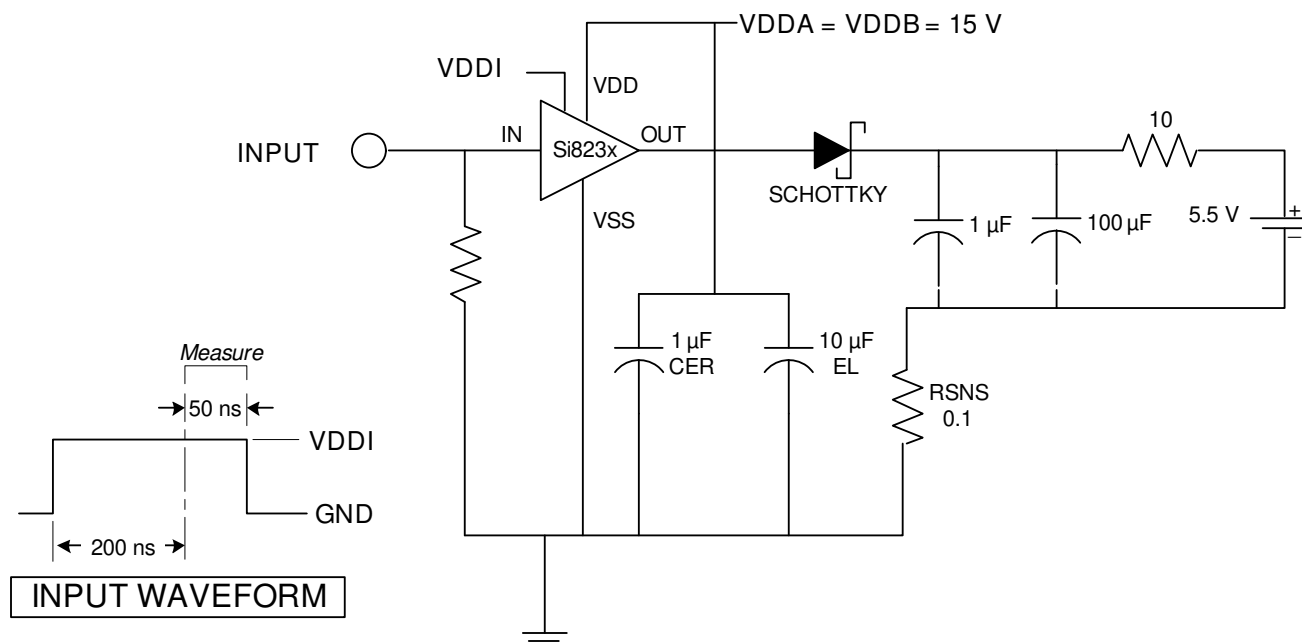 VDDA = VDDB = 15 V
VDDI
VDD
10
IN
OUT
INPUT
Si823x
SCHOTTKY
VSS
1 µF
100 µF
5.5 V
+
–
1 µF
CER
10 µF
EL
RSNS
0.1
Measure
50 ns
VDDI
GND
200 ns
INPUT WAVEFORM